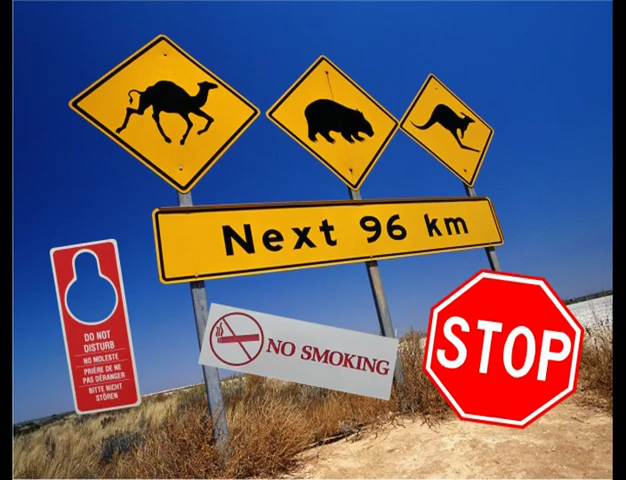 Next 96 km
DO NOT
DISTURB
NO MOLESTE
PRIÈRE DE NE
PAS DÉRANGER
BITTE NICHT
STÖREN
NO SMOKING
STOP